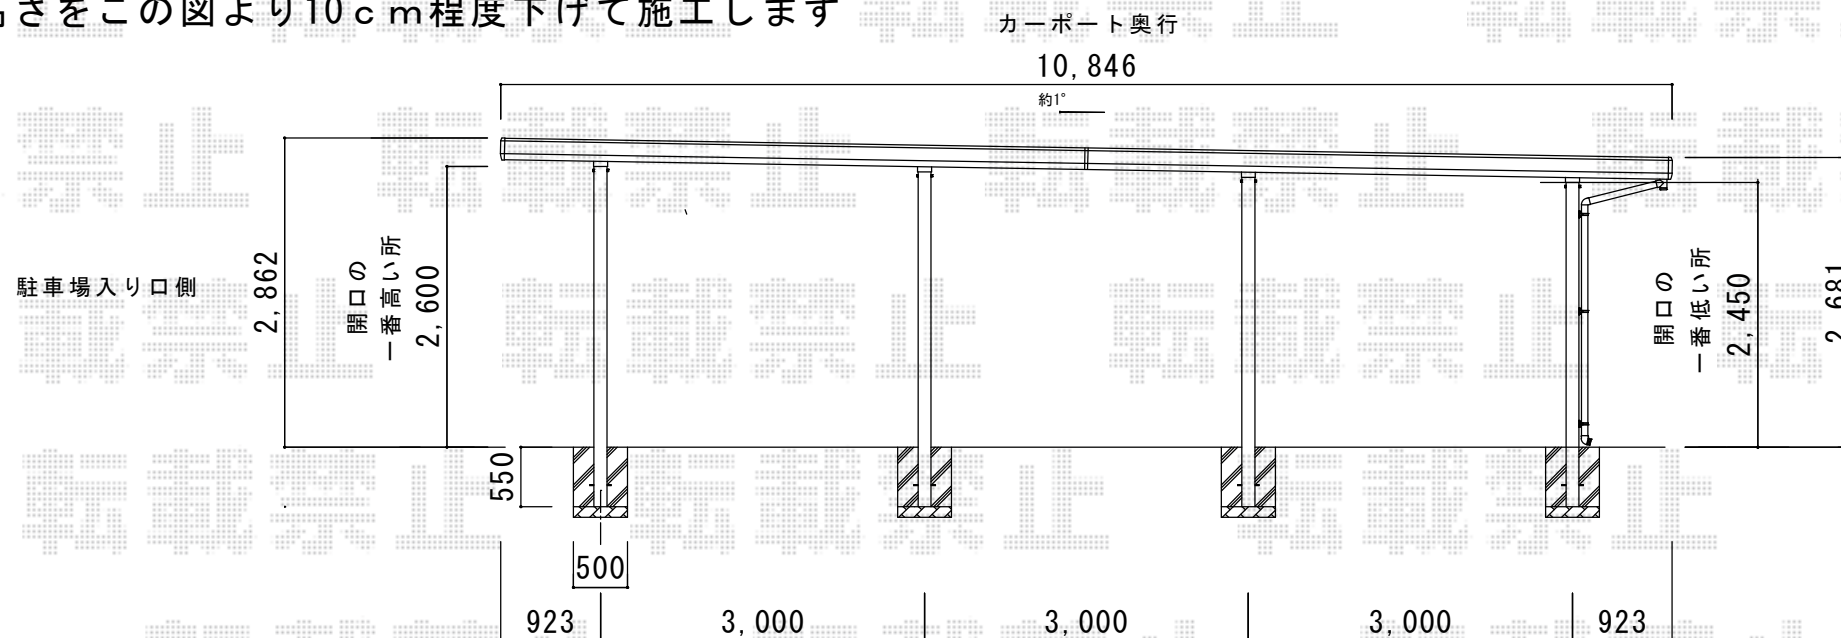 さをこの図より10ｃｍ程度下げて施工します
カーポート奥行
10,846
約1°
駐車場入り口側
2,862
開口の
一番高い所
2,600
開口の
一番低い所
2,450
2,681
550
500
923
3,000
3,000
3,000
923
転載禁止